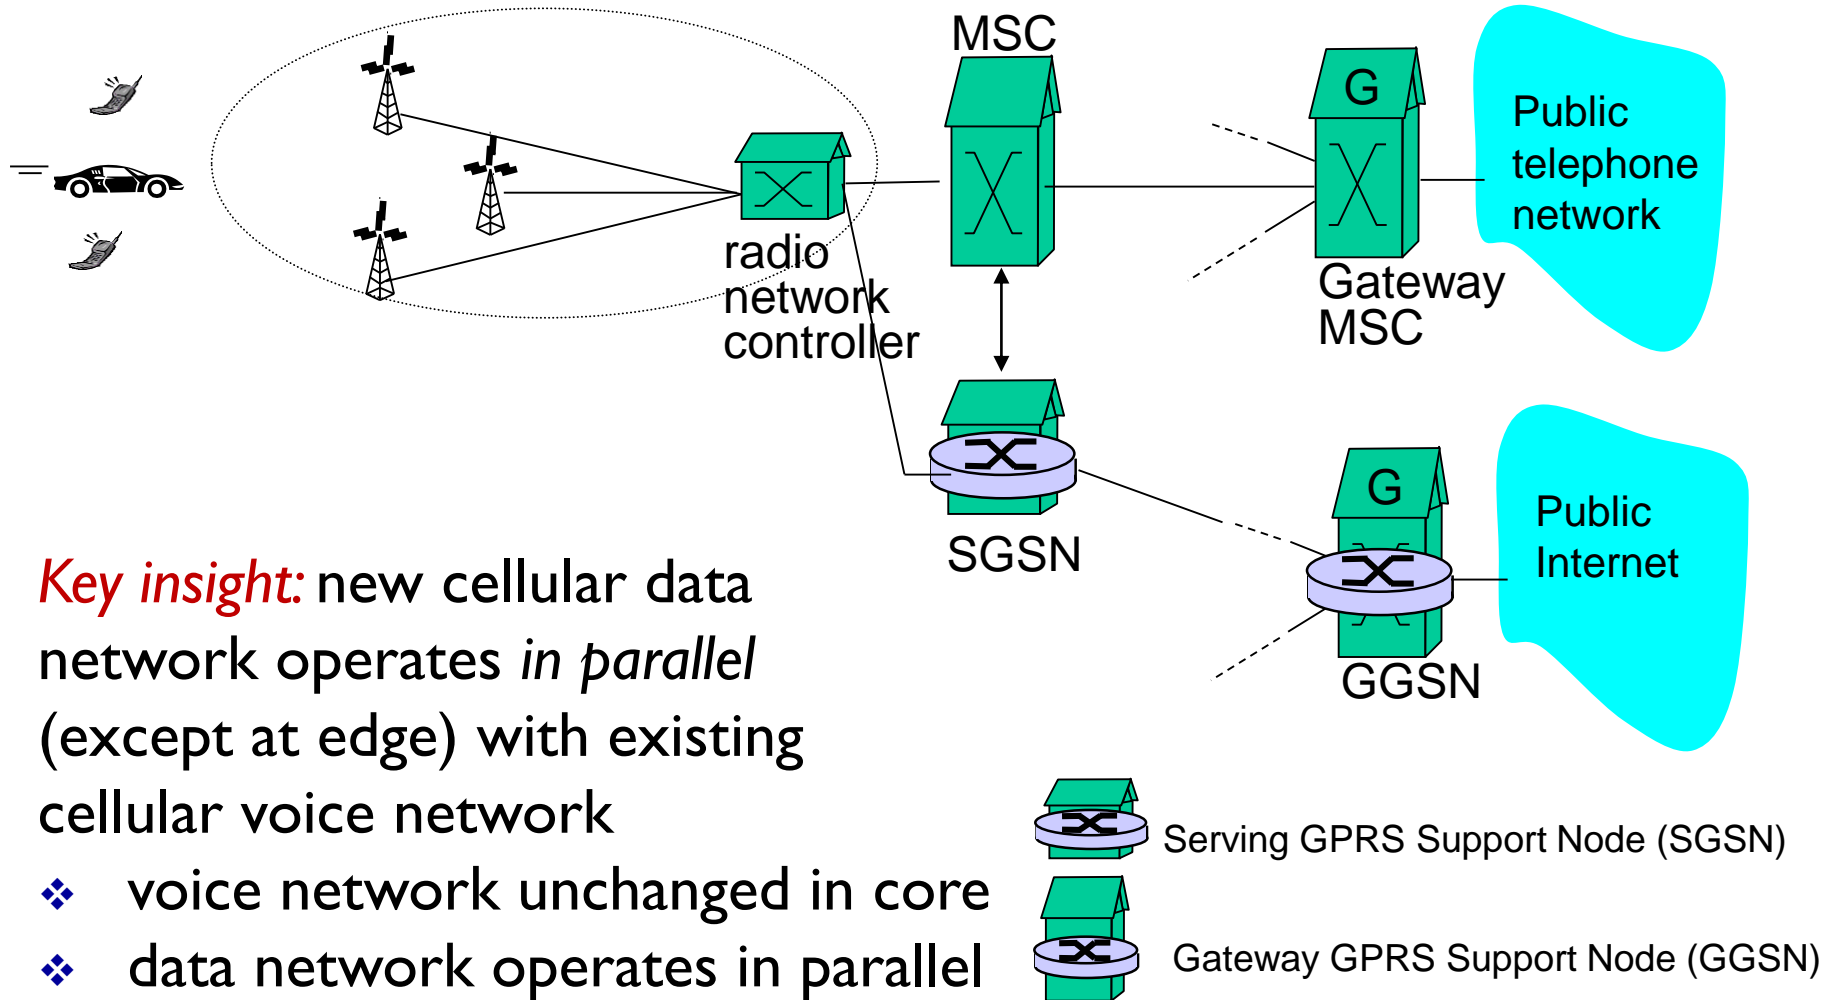 MSC
G
Public
telephone
network
radio
network
controller
Gateway
MSC
SGSN
G
Public
Internet
GGSN
Key insight: new cellular data
network operates in parallel
(except at edge) with existing
cellular voice network
❖ voice network unchanged in core
❖ data network operates in parallel
Serving GPRS Support Node (SGSN)
Gateway GPRS Support Node (GGSN)